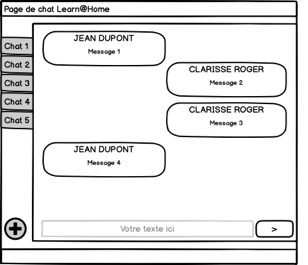 Page de chat Learn@Home
Chat 1
Chat 2
Chat 3
Chat 4
Chat 5
JEAN DUPONT
Message 1
CLARISSE ROGER
Message 2
CLARISSE ROGER
Message 3
JEAN DUPONT
Message 4
Votre texte ici
>